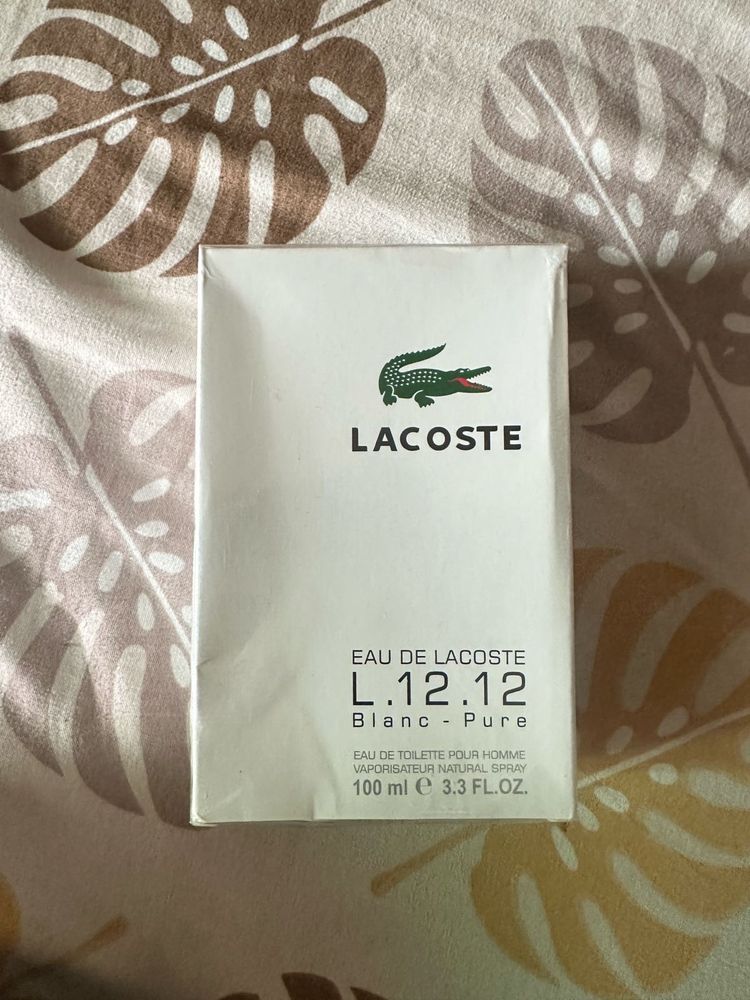 LACOSTE
EAU DE LACOSTE
L.12.12
Blanc - Pure
EAU DE TOILETTE POUR HOMME
VAPORISATEUR NATURAL SPRAY
100 ml ℮ 3.3 FL.OZ.